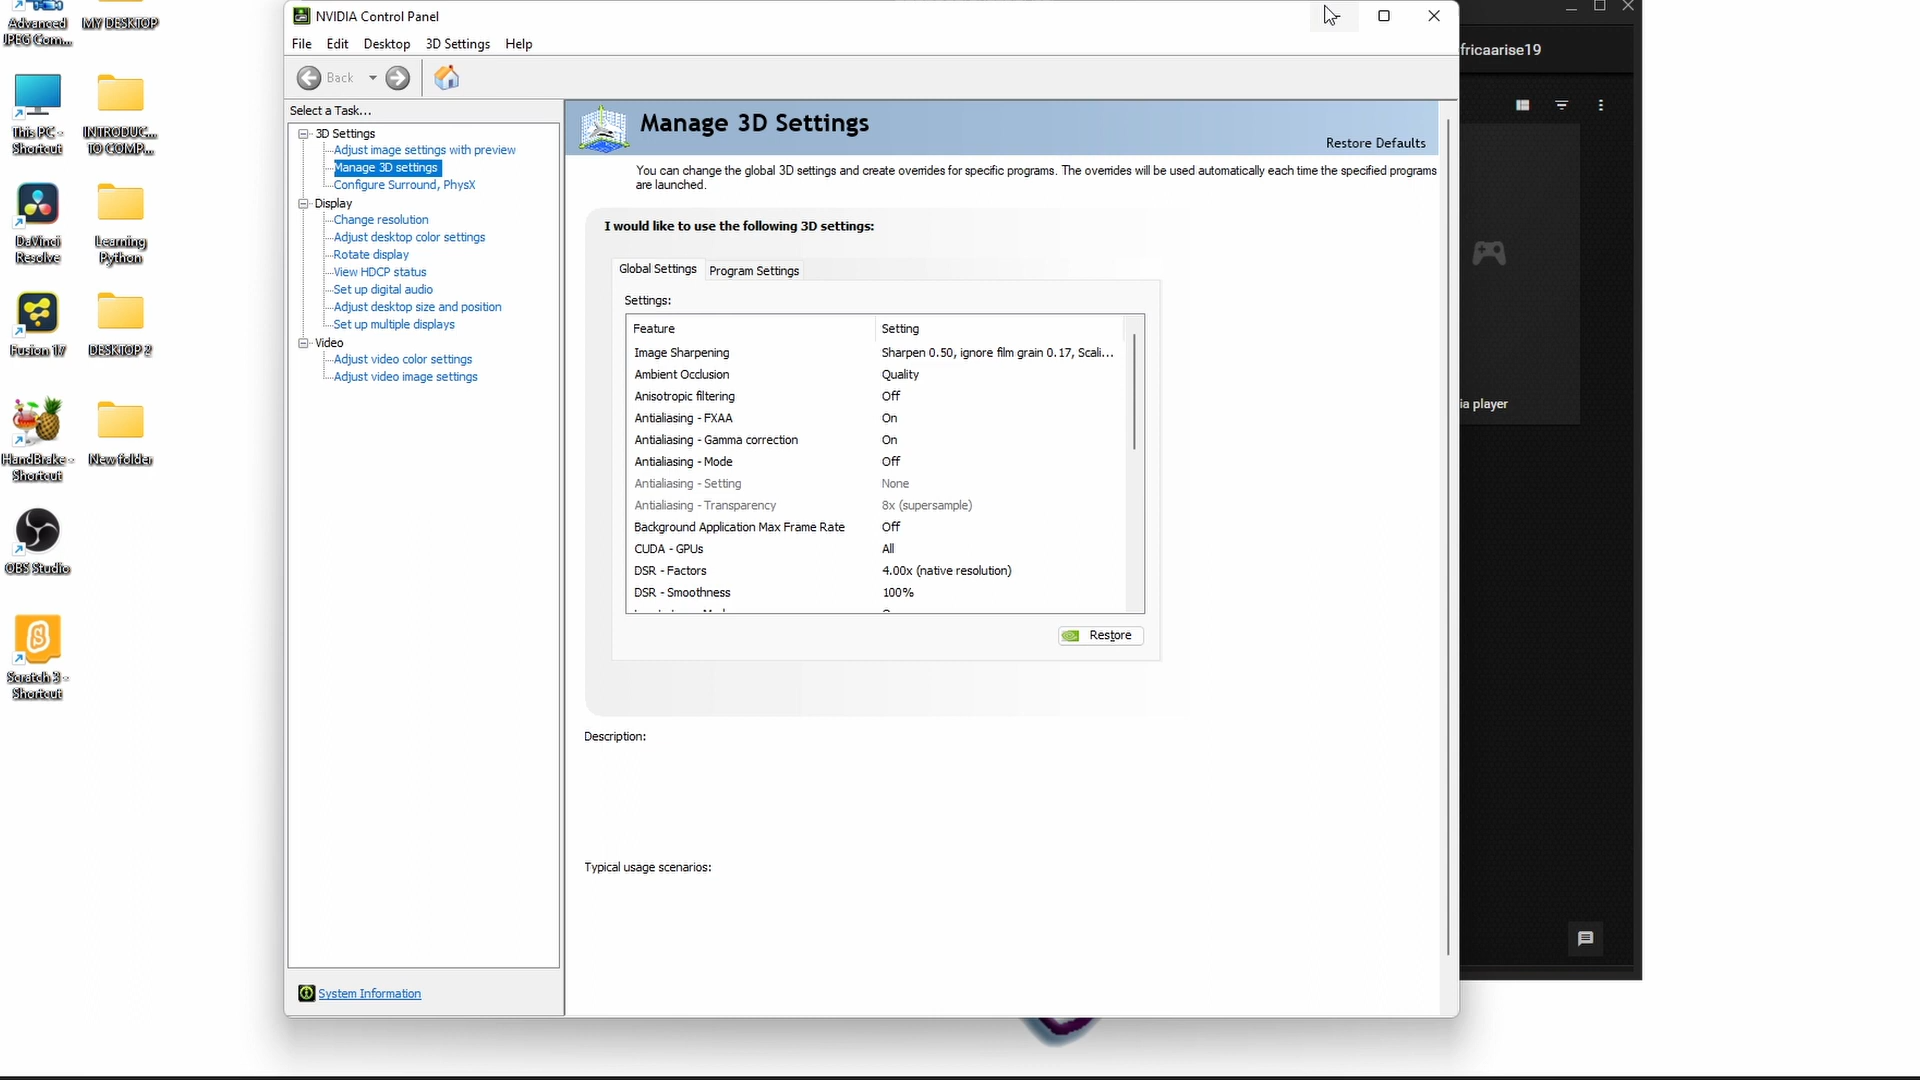 Advanced
JPEG Com...
MY DESKTOP
This PC -
Shortcut
INTRODUC...
TO COMP...
DaVinci
Resolve
Learning
Python
Fusion 17
DESKTOP 2
HandBrake -
Shortcut
New folder
OBS Studio
Scratch 3 -
Shortcut
NVIDIA Control Panel
File Edit Desktop 3D Settings Help
Back
Select a Task...
3D Settings
Adjust image settings with preview
Manage 3D settings
Configure Surround, PhysX
Display
Change resolution
Adjust desktop color settings
Rotate display
View HDCP status
Set up digital audio
Adjust desktop size and position
Set up multiple displays
Video
Adjust video color settings
Adjust video image settings
System Information
Manage 3D Settings
Restore Defaults
You can change the global 3D settings and create overrides for specific programs. The overrides will be used automatically each time the specified programs
are launched.
I would like to use the following 3D settings:
Global Settings Program Settings
Settings:
Feature Setting
Image Sharpening Sharpen 0.50, ignore film grain 0.17, Scali...
Ambient Occlusion Quality
Anisotropic filtering Off
Antialiasing - FXAA On
Antialiasing - Gamma correction On
Antialiasing - Mode Off
Antialiasing - Setting None
Antialiasing - Transparency 8x (supersample)
Background Application Max Frame Rate Off
CUDA - GPUs All
DSR - Factors 4.00x (native resolution)
DSR - Smoothness 100%
Restore
Description:
Typical usage scenarios:
fricaarise19
ia player